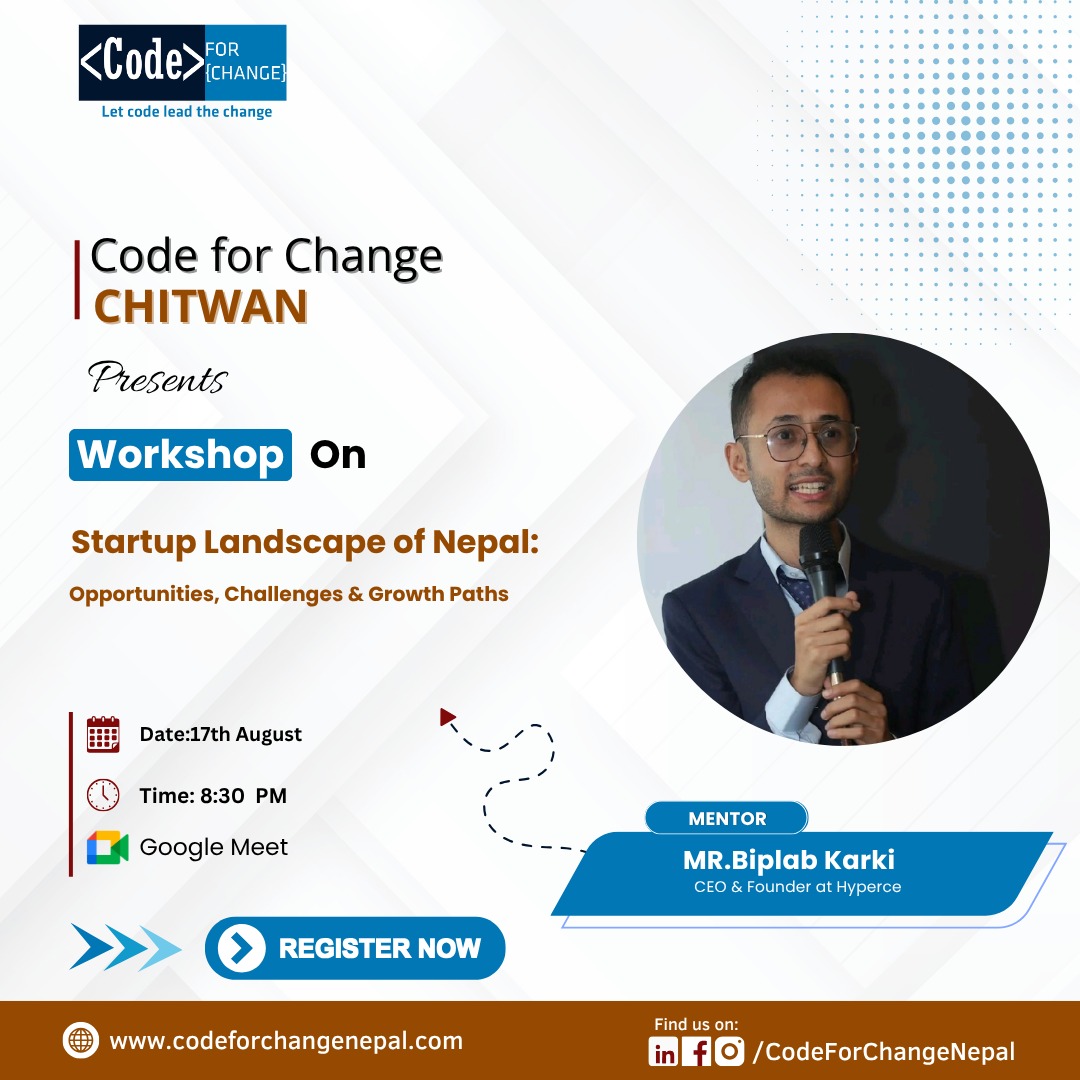 <Code> FOR
{CHANGE}
Let code lead the change
Code for Change
CHITWAN
Presents
Workshop On
Startup Landscape of Nepal:
Opportunities, Challenges & Growth Paths
Date:17th August
Time: 8:30 PM
Google Meet
MENTOR
MR.Biplab Karki
CEO & Founder at Hyperce
REGISTER NOW
www.codeforchangenepal.com
Find us on:
/CodeForChangeNepal